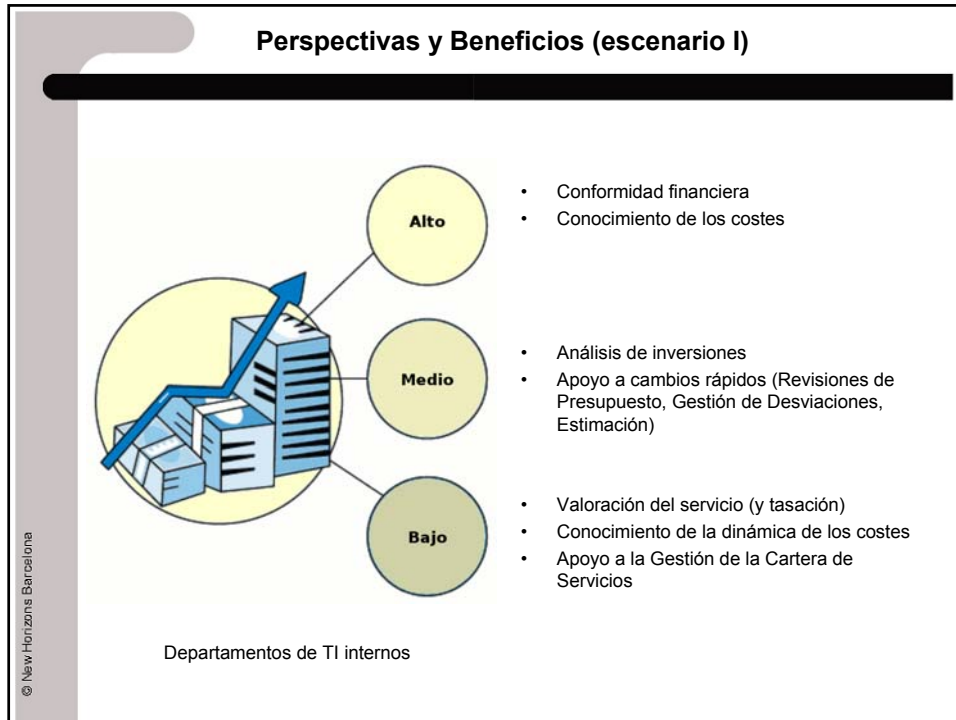 Perspectivas y Beneficios (escenario I)
Alto
• Conformidad financiera
• Conocimiento de los costes
Medio
• Análisis de inversiones
• Apoyo a cambios rápidos (Revisiones de
Presupuesto, Gestión de Desviaciones,
Estimación)
Bajo
• Valoración del servicio (y tasación)
• Conocimiento de la dinámica de los costes
• Apoyo a la Gestión de la Cartera de
Servicios
Departamentos de TI internos
© New Horizons Barcelona